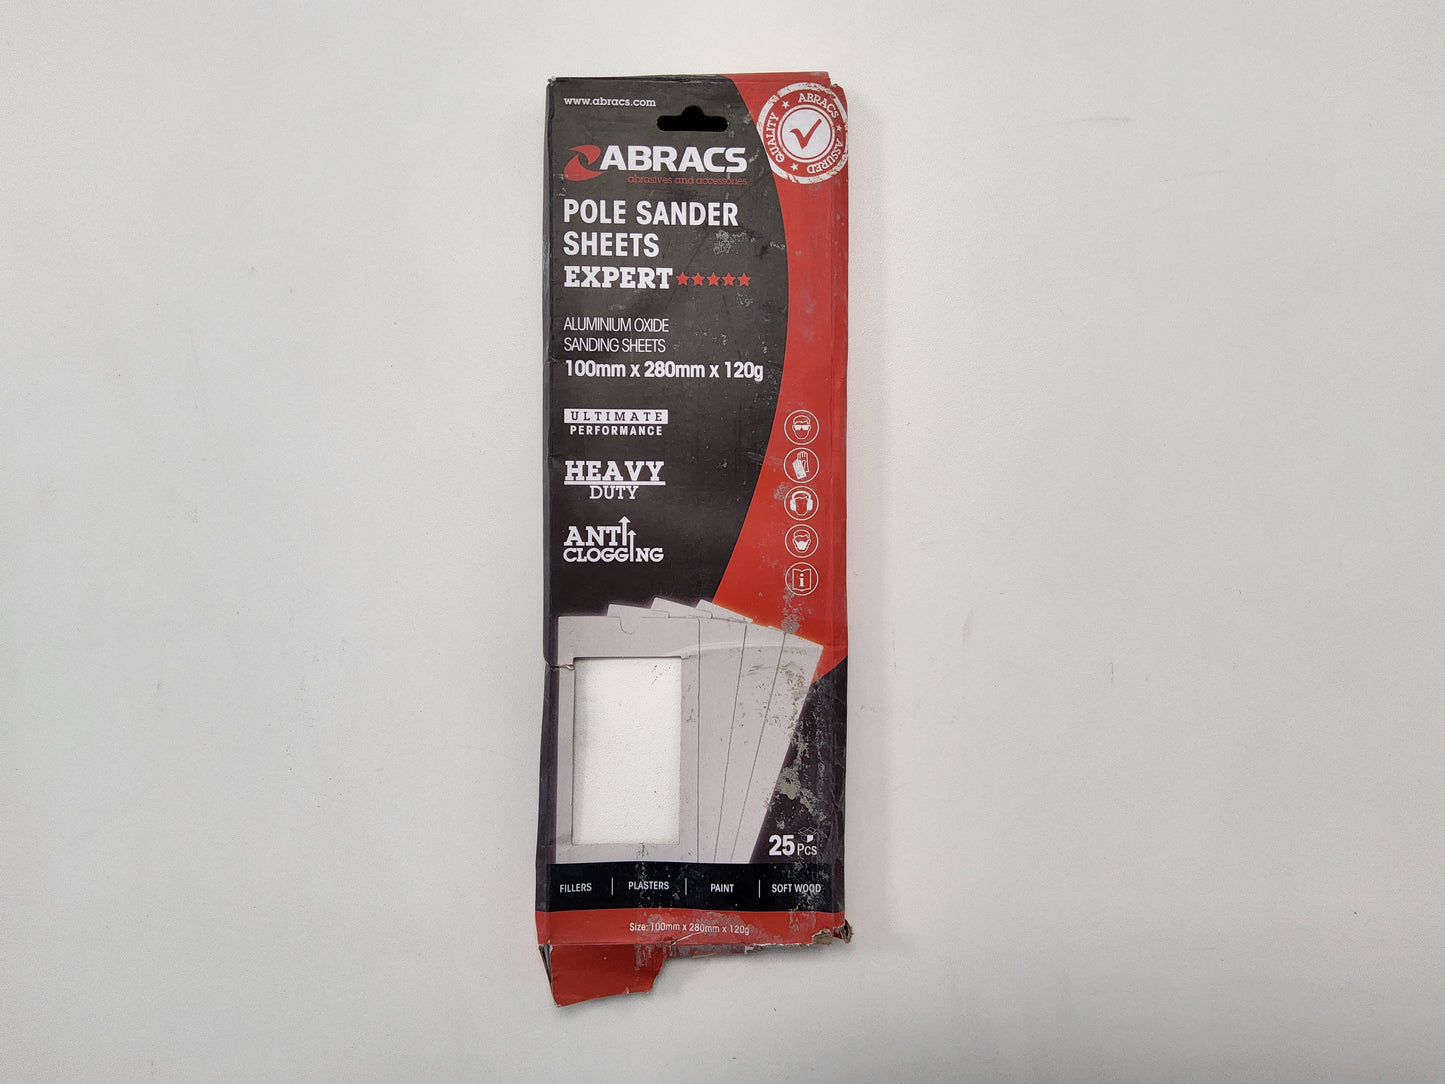 www.abracs.com
ABRACS
abrasives and accessories
QUALITY ★ ABRACS ★ ASSURED ★
POLE SANDER
SHEETS
EXPERT★★★★★
ALUMINIUM OXIDE
SANDING SHEETS
100mm x 280mm x 120g
ULTIMATE
PERFORMANCE
HEAVY
DUTY
ANTI
CLOGGING
i
25 Pcs
FILLERS | PLASTERS | PAINT | SOFT WOOD
Size: 100mm x 280mm x 120g